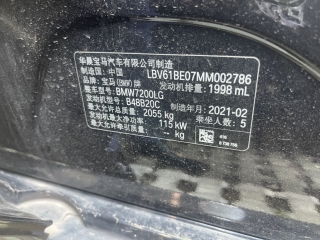 华晨宝马汽车有限公司制造
制造国：中国 LBV61BE07MM002786
品牌：宝马(BMW)牌 发动机排量：1998 mL
整车型号：BMW7200LG
发动机型号：B48B20C 制造年月：2021-02
最大允许总质量：2055 kg 乘坐人数：5
发动机最大净功率：115 kW
最大允许牵引质量：- kg